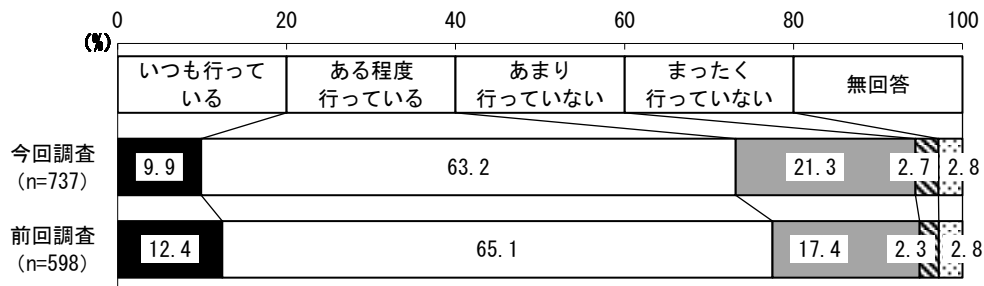 0 20 40 60 80 100
(%)
いつも行って
いる
ある程度
行っている
あまり
行っていない
まったく
行っていない
無回答
今回調査
(n=737)
9.9 63.2 21.3 2.7 2.8
前回調査
(n=598)
12.4 65.1 17.4 2.3 2.8